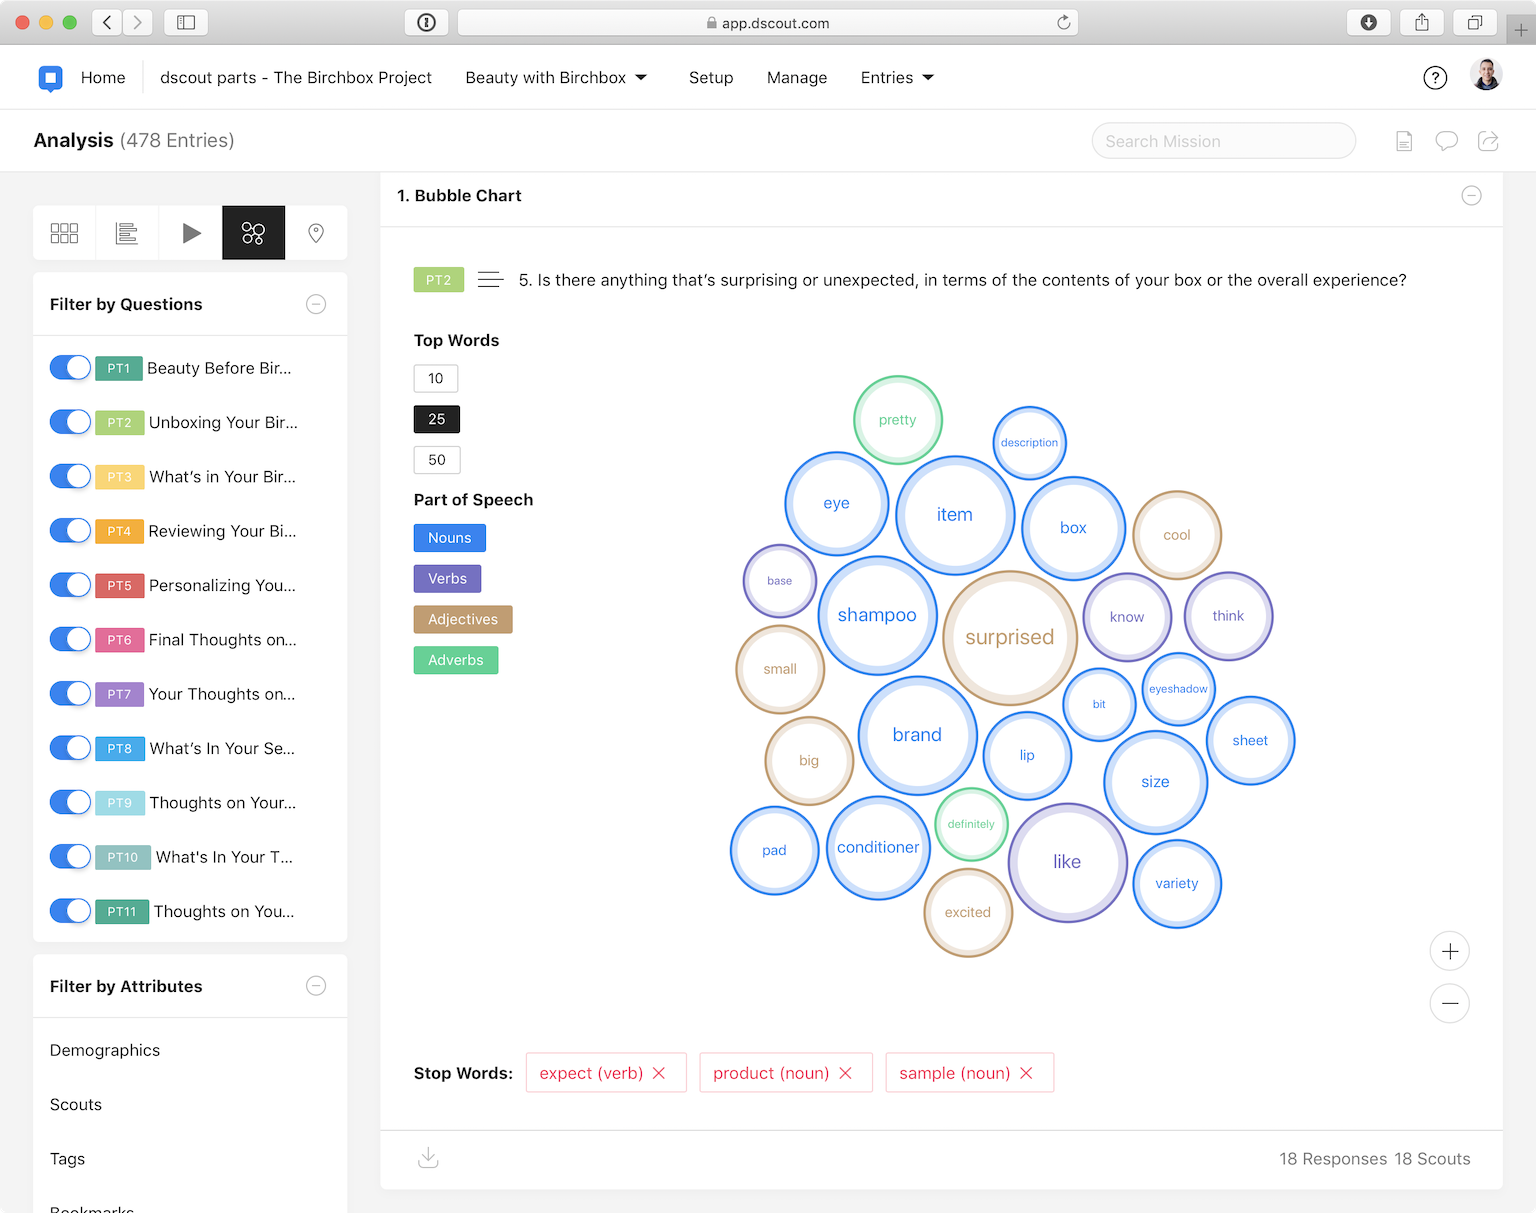 app.dscout.com
Home
dscout parts - The Birchbox Project
Beauty with Birchbox
Setup
Manage
Entries
?
Analysis (478 Entries)
Search Mission
Filter by Questions
PT1 Beauty Before Bir...
PT2 Unboxing Your Bir...
PT3 What's in Your Bir...
PT4 Reviewing Your Bi...
PT5 Personalizing You...
PT6 Final Thoughts on...
PT7 Your Thoughts on...
PT8 What's In Your Se...
PT9 Thoughts on Your...
PT10 What's In Your T...
PT11 Thoughts on You...
Filter by Attributes
Demographics
Scouts
Tags
Bookmarks
1. Bubble Chart
PT2 5. Is there anything that's surprising or unexpected, in terms of the contents of your box or the overall experience?
Top Words
10
25
50
Part of Speech
Nouns
Verbs
Adjectives
Adverbs
pretty
description
eye
item
box
cool
base
shampoo
surprised
know
think
small
bit
eyeshadow
brand
lip
sheet
big
size
pad
conditioner
definitely
like
variety
excited
Stop Words: expect (verb) product (noun) sample (noun)
18 Responses 18 Scouts